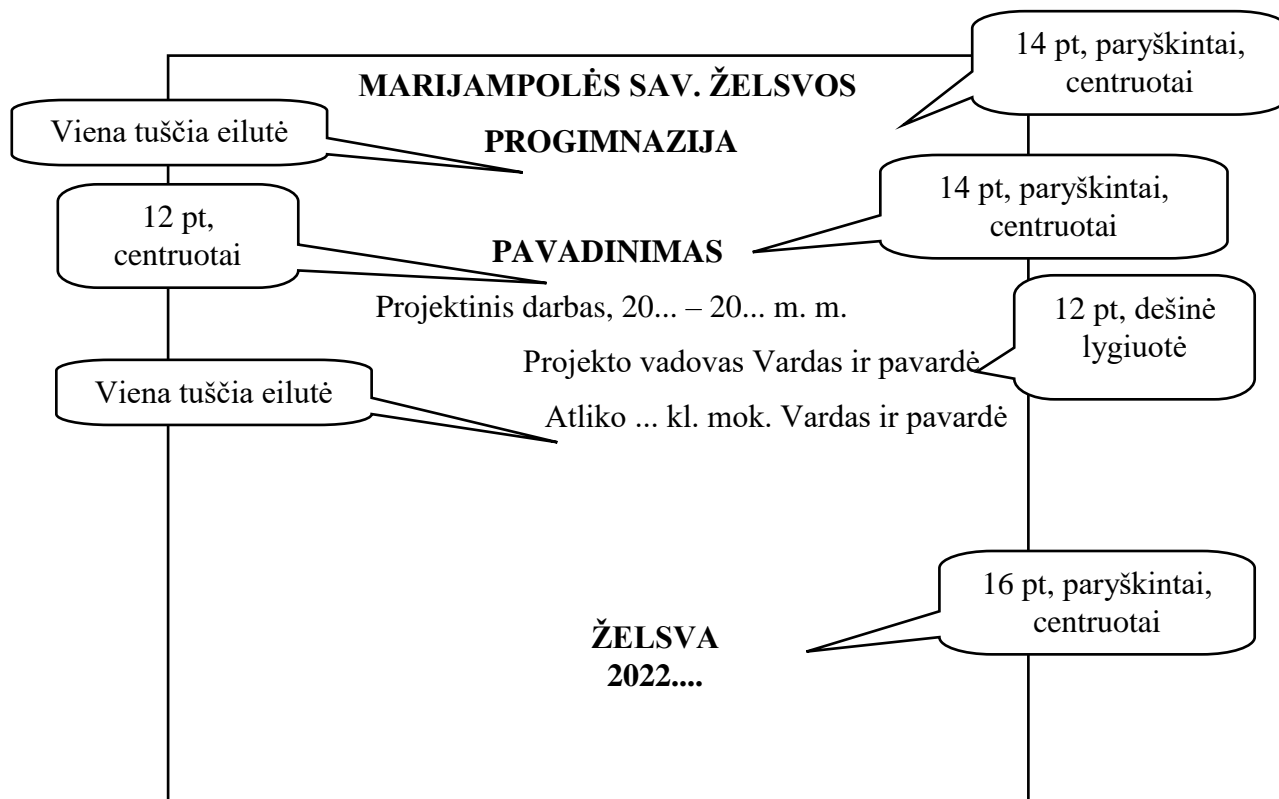 14 pt, paryškintai,
centruotai
MARIJAMPOLĖS SAV. ŽELSVOS
Viena tuščia eilutė
PROGIMNAZIJA
14 pt, paryškintai,
centruotai
12 pt,
centruotai
PAVADINIMAS
Projektinis darbas, 20... – 20... m. m.
12 pt, dešinė
lygiuotė
Projekto vadovas Vardas ir pavardė
Viena tuščia eilutė
Atliko ... kl. mok. Vardas ir pavardė
16 pt, paryškintai,
centruotai
ŽELSVA
2022....